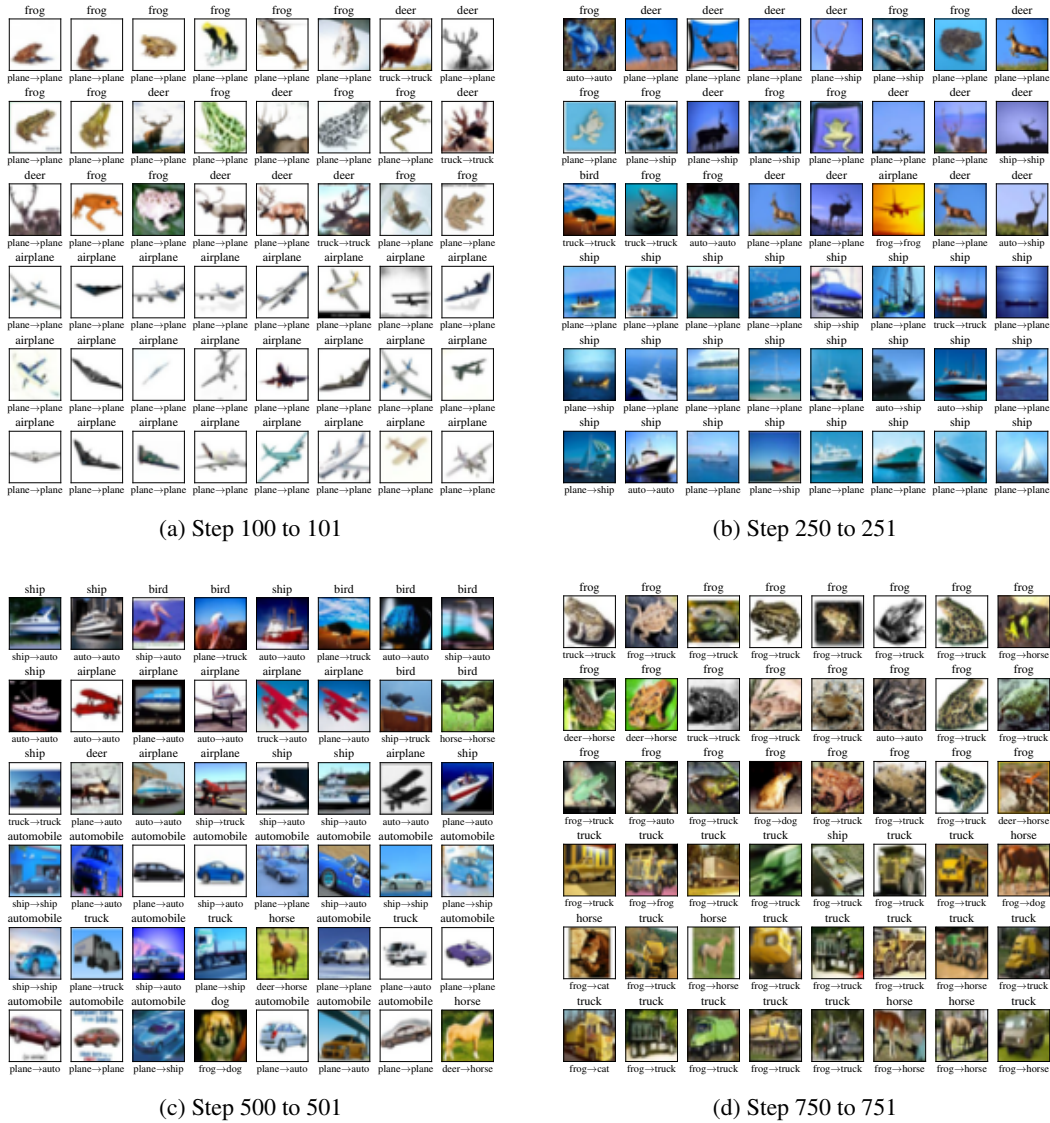 frog frog frog frog frog frog deer deer
plane→plane plane→plane plane→plane plane→plane plane→plane plane→plane truck→truck plane→plane
frog frog deer frog deer frog frog deer
plane→plane plane→plane plane→plane plane→plane plane→plane plane→plane plane→plane truck→truck
deer frog frog deer deer deer frog frog
plane→plane plane→plane plane→plane plane→plane plane→plane truck→truck plane→plane plane→plane
airplane airplane airplane airplane airplane airplane airplane airplane
plane→plane plane→plane plane→plane plane→plane plane→plane plane→plane plane→plane plane→plane
airplane airplane airplane airplane airplane airplane airplane airplane
plane→plane plane→plane plane→plane plane→plane plane→plane plane→plane plane→plane plane→plane
airplane airplane airplane airplane airplane airplane airplane airplane
plane→plane plane→plane plane→plane plane→plane plane→plane plane→plane plane→plane plane→plane
(a) Step 100 to 101
frog deer deer deer deer frog frog deer
auto→auto plane→plane plane→plane plane→plane plane→ship plane→ship plane→plane plane→plane
frog frog deer frog frog deer deer deer
plane→plane plane→ship plane→ship plane→ship plane→ship plane→plane plane→plane ship→ship
bird frog frog deer deer airplane deer deer
truck→truck truck→truck auto→auto plane→plane plane→plane frog→frog plane→plane auto→ship
ship ship ship ship ship ship ship ship
plane→plane plane→plane plane→plane plane→plane ship→ship plane→plane truck→truck plane→plane
ship ship ship ship ship ship ship ship
plane→ship plane→plane plane→plane plane→plane plane→plane auto→ship auto→ship plane→plane
ship ship ship ship ship ship ship ship
plane→ship auto→auto plane→plane plane→ship plane→plane plane→plane plane→plane plane→plane
(b) Step 250 to 251
ship ship bird bird ship bird bird bird
ship→auto auto→auto ship→auto plane→truck auto→auto plane→truck auto→auto ship→auto
ship airplane airplane airplane airplane airplane bird bird
auto→auto auto→auto plane→auto auto→auto truck→auto plane→auto ship→truck horse→horse
ship deer airplane airplane ship ship airplane ship
truck→truck plane→auto auto→auto ship→truck ship→auto ship→auto auto→auto plane→auto
automobile automobile automobile automobile automobile automobile automobile automobile
ship→ship ship→auto plane→auto ship→auto plane→plane ship→auto plane→ship plane→ship
automobile truck automobile truck horse automobile truck automobile
ship→ship plane→truck ship→auto plane→ship deer→horse plane→plane plane→auto plane→plane
automobile automobile automobile dog automobile automobile automobile horse
plane→auto plane→plane plane→ship frog→dog plane→auto plane→auto plane→plane deer→horse
(c) Step 500 to 501
frog frog frog frog frog frog frog frog
truck→truck frog→truck frog→truck frog→truck frog→truck frog→truck frog→truck frog→horse
frog frog frog frog frog frog frog frog
deer→horse deer→horse truck→truck frog→truck frog→truck auto→auto frog→truck frog→truck
frog frog frog frog frog frog frog frog
frog→truck frog→auto frog→truck frog→dog frog→truck frog→truck frog→truck deer→horse
truck truck truck truck ship truck truck horse
frog→truck frog→frog frog→truck frog→truck frog→truck frog→truck frog→truck frog→dog
horse truck horse truck truck truck truck truck
frog→cat frog→truck frog→horse frog→truck frog→truck frog→truck frog→horse frog→truck
truck truck truck truck truck horse horse truck
frog→cat frog→truck frog→truck frog→truck frog→truck frog→horse frog→horse frog→horse
(d) Step 750 to 751